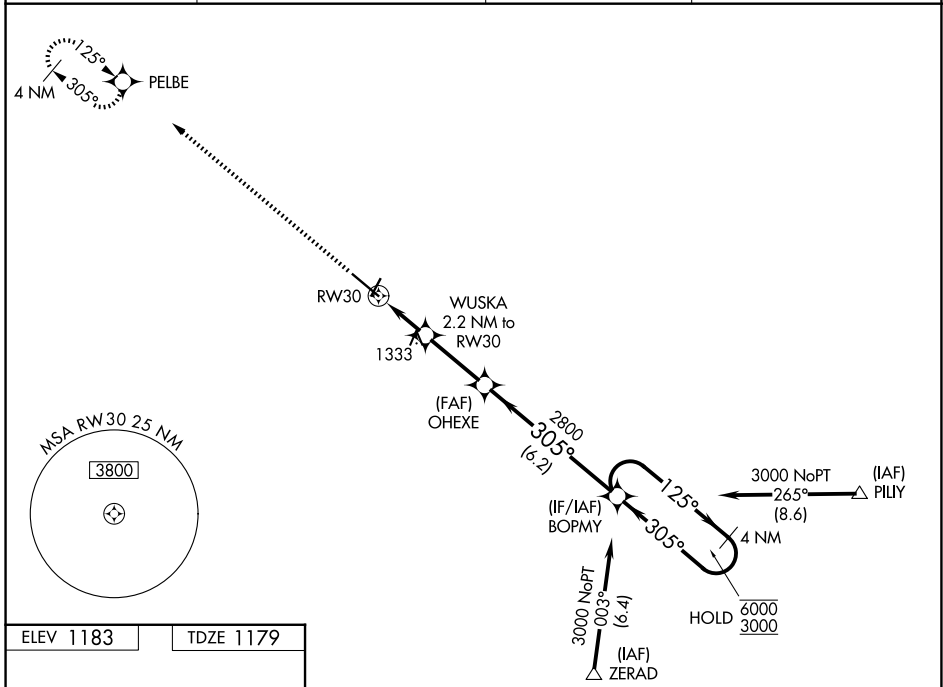 125°
305°
4 NM
PELBE
RW30
WUSKA
2.2 NM to
RW30
1333
(FAF)
OHEXE
2800
305°
(6.2)
MSA RW30 25 NM
3800
(IF/IAF)
BOPMY
125°
305°
4 NM
3000 NoPT
265°
(8.6)
(IAF)
PILIY
HOLD
6000
3000
3000 NoPT
003°
(6.4)
(IAF)
ZERAD
ELEV 1183
TDZE 1179